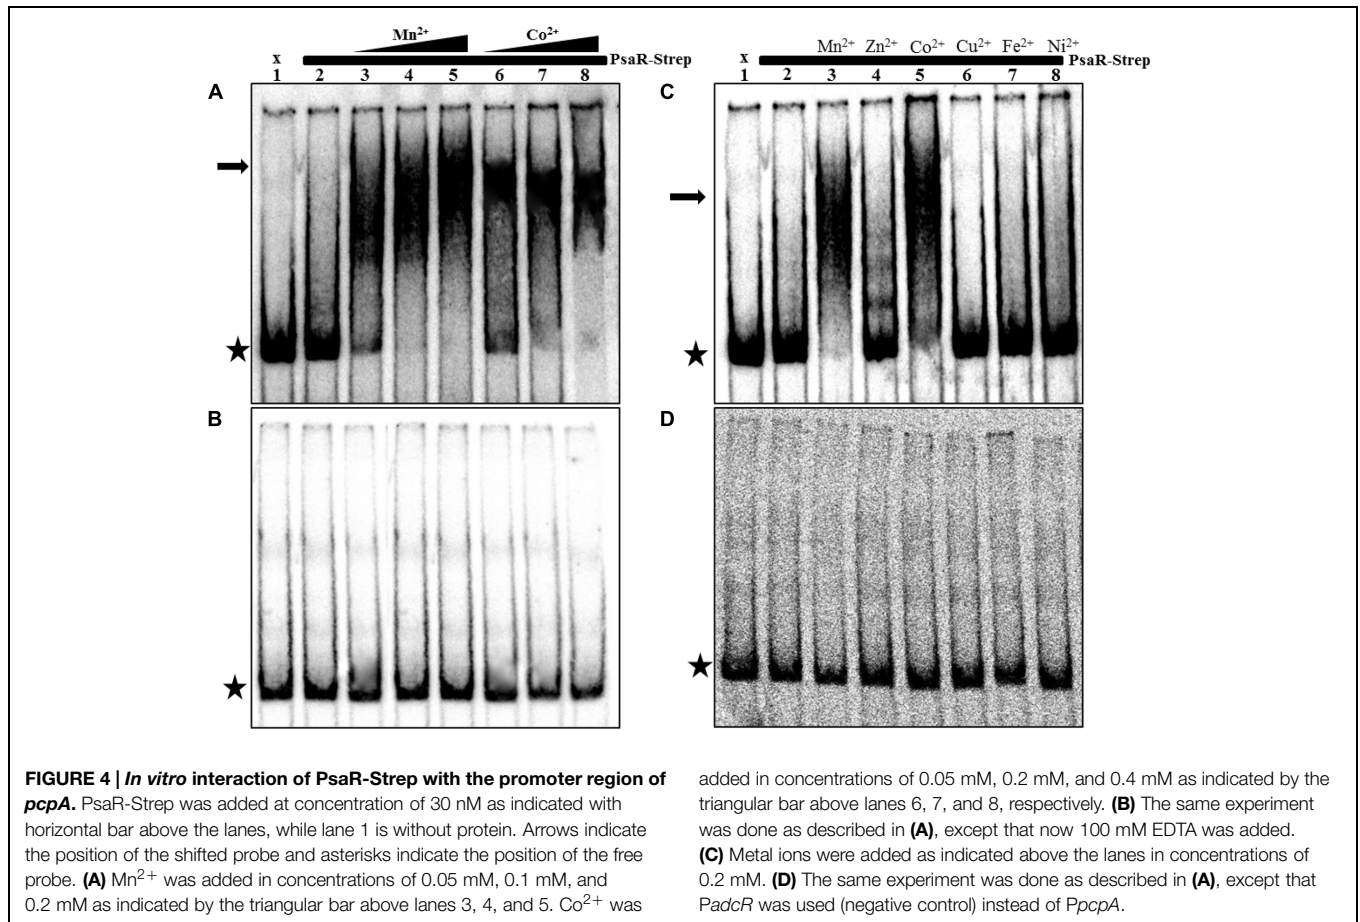 Mn2+ Co2+
x PsaR-Strep
1 2 3 4 5 6 7 8
A
B
Mn2+ Zn2+ Co2+ Cu2+ Fe2+ Ni2+
x PsaR-Strep
1 2 3 4 5 6 7 8
C
D
FIGURE 4 | In vitro interaction of PsaR-Strep with the promoter region of
pcpA. PsaR-Strep was added at concentration of 30 nM as indicated with
horizontal bar above the lanes, while lane 1 is without protein. Arrows indicate
the position of the shifted probe and asterisks indicate the position of the free
probe. (A) Mn2+ was added in concentrations of 0.05 mM, 0.1 mM, and
0.2 mM as indicated by the triangular bar above lanes 3, 4, and 5. Co2+ was
added in concentrations of 0.05 mM, 0.2 mM, and 0.4 mM as indicated by the
triangular bar above lanes 6, 7, and 8, respectively. (B) The same experiment
was done as described in (A), except that now 100 mM EDTA was added.
(C) Metal ions were added as indicated above the lanes in concentrations of
0.2 mM. (D) The same experiment was done as described in (A), except that
PadcR was used (negative control) instead of PpcpA.